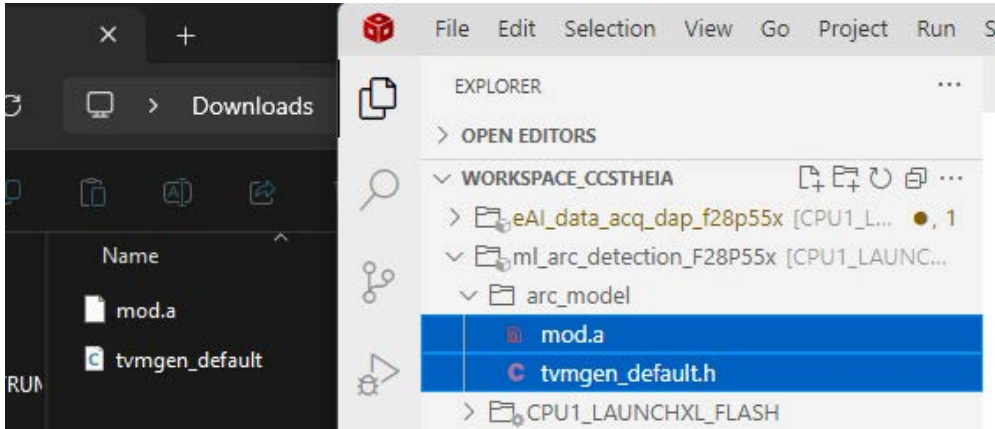 Downloads
Name
mod.a
tvmgen_default
File Edit Selection View Go Project Run S
EXPLORER
OPEN EDITORS
WORKSPACE_CCSTHEIA
eAI_data_acq_dap_f28p55x [CPU1_L... ●, 1
ml_arc_detection_F28P55x [CPU1_LAUNC...
arc_model
mod.a
C tvmgen_default.h
CPU1_LAUNCHXL_FLASH